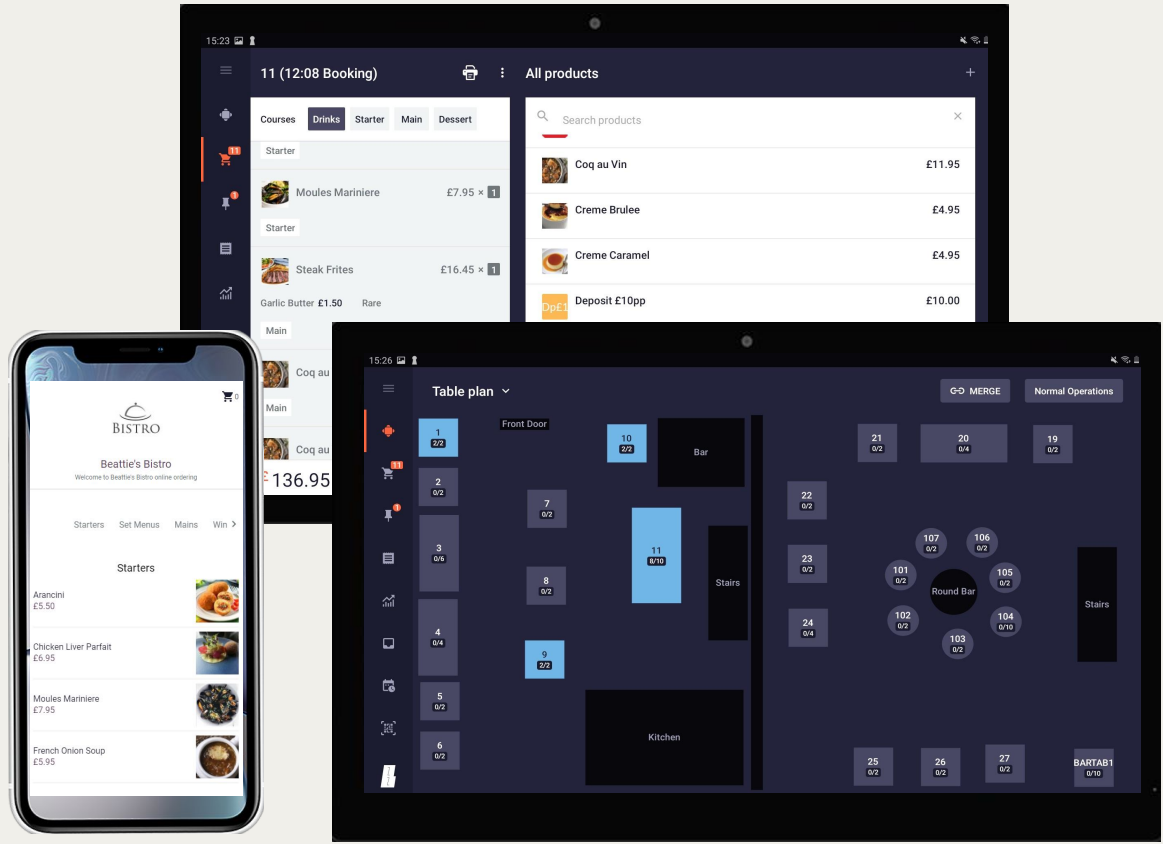 15:23
11 (12:08 Booking)
All products
Courses Drinks Starter Main Dessert
Search products
11
Starter
Coq au Vin £11.95
1
Moules Mariniere £7.95 × 1
Creme Brulee £4.95
Starter
Creme Caramel £4.95
Steak Frites £16.45 × 1
Garlic Butter £1.50 Rare
Dp£1
Deposit £10pp £10.00
Main
Coq au
Main
Coq au
£136.95
0
BISTRO
Beattie's Bistro
Welcome to Beattie's Bistro online ordering
Starters Set Menus Mains Win
Starters
Arancini
£5.50
Chicken Liver Parfait
£6.95
Moules Mariniere
£7.95
French Onion Soup
£5.95
15:26
Table plan
MERGE
Normal Operations
11
1
Front Door
1
2/2
10
2/2
Bar
21
0/2
20
0/4
19
0/2
2
0/2
7
0/2
22
0/2
3
0/6
11
8/10
23
0/2
8
0/2
Stairs
107
0/2
106
0/2
101
0/2
105
0/2
Round Bar
102
0/2
104
0/10
103
0/2
Stairs
4
0/4
24
0/4
9
2/2
5
0/2
6
0/2
Kitchen
25
0/2
26
0/2
27
0/2
BARTAB1
0/10